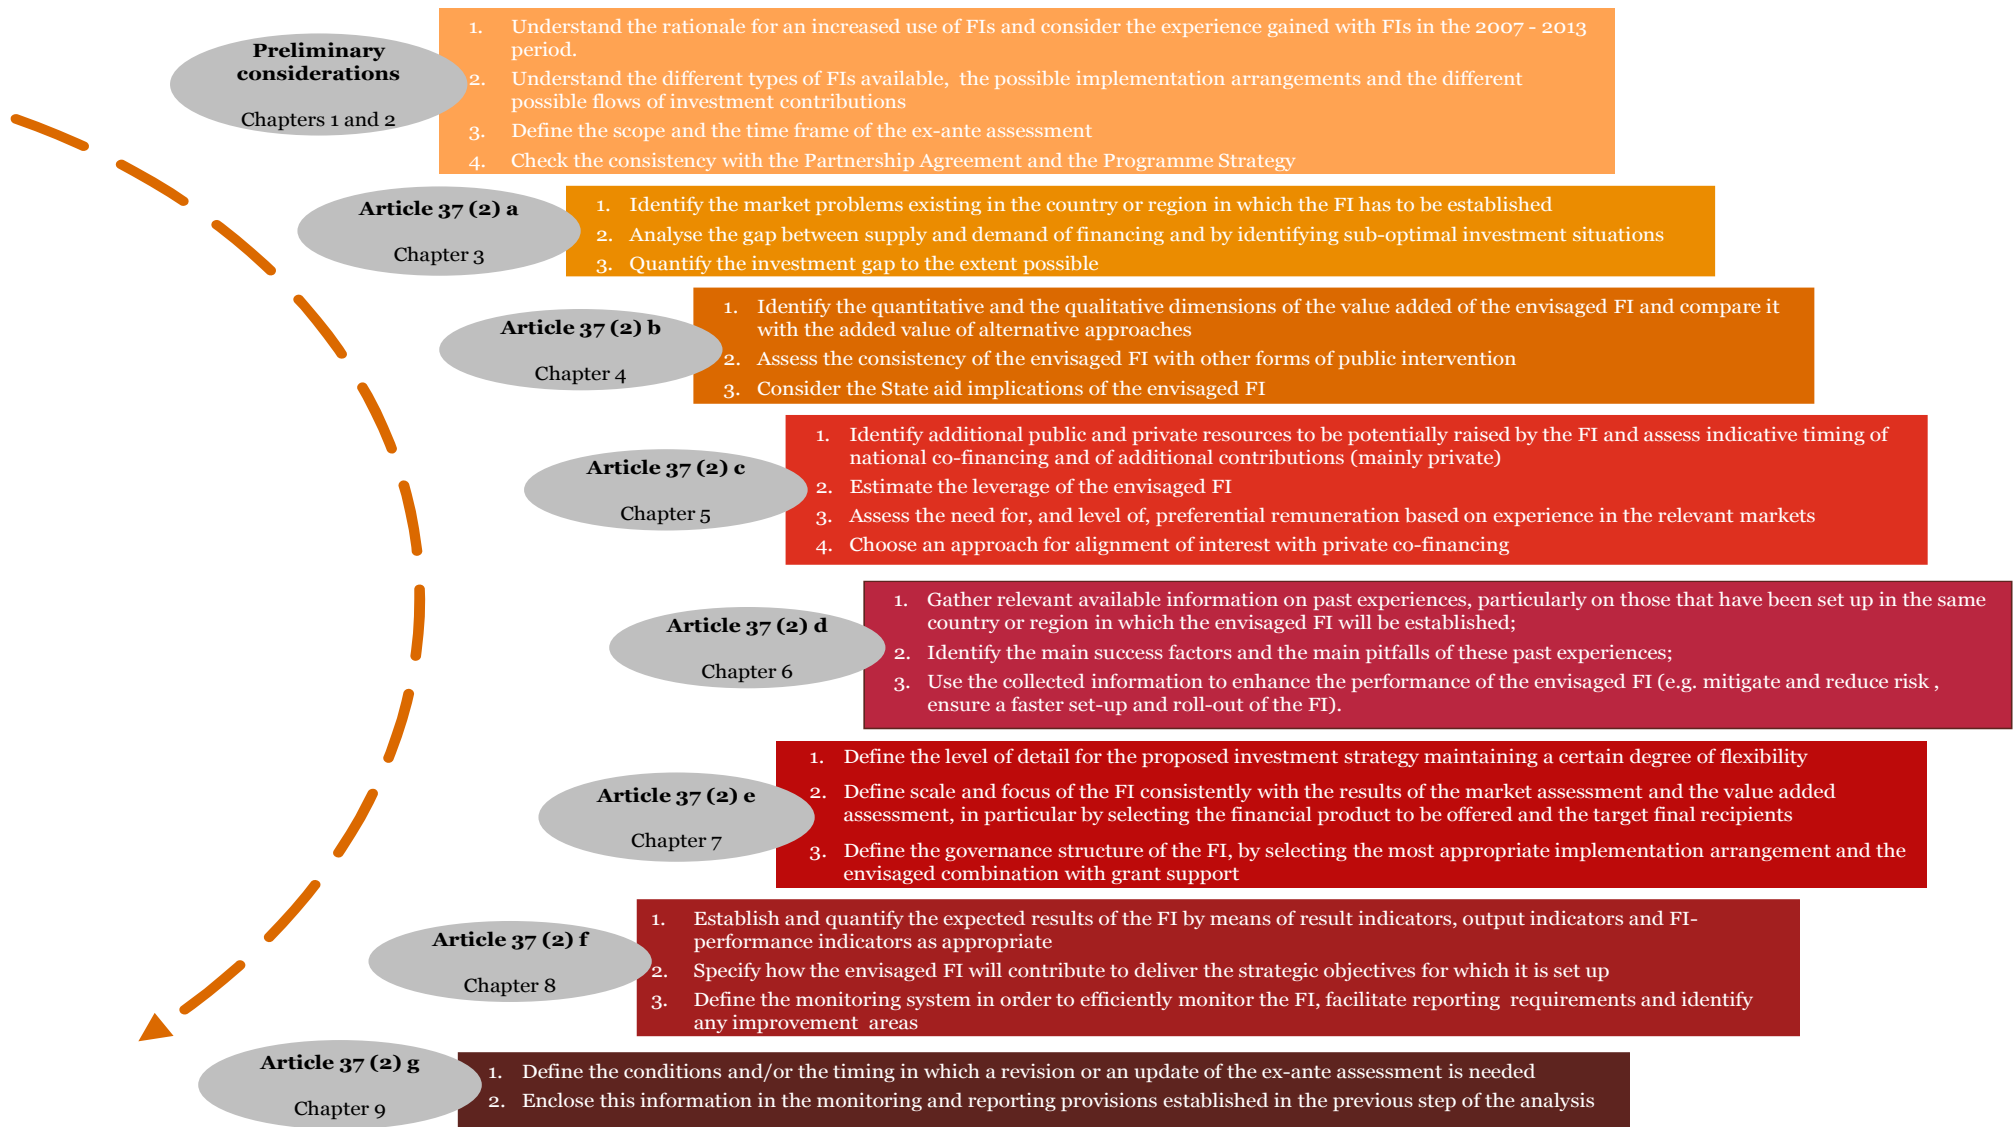 Preliminary
considerations
Chapters 1 and 2
1. Understand the rationale for an increased use of FIs and consider the experience gained with FIs in the 2007 - 2013
period.
2. Understand the different types of FIs available, the possible implementation arrangements and the different
possible flows of investment contributions
3. Define the scope and the time frame of the ex-ante assessment
4. Check the consistency with the Partnership Agreement and the Programme Strategy
Article 37 (2) a
Chapter 3
1. Identify the market problems existing in the country or region in which the FI has to be established
2. Analyse the gap between supply and demand of financing and by identifying sub-optimal investment situations
3. Quantify the investment gap to the extent possible
Article 37 (2) b
Chapter 4
1. Identify the quantitative and the qualitative dimensions of the value added of the envisaged FI and compare it
with the added value of alternative approaches
2. Assess the consistency of the envisaged FI with other forms of public intervention
3. Consider the State aid implications of the envisaged FI
Article 37 (2) c
Chapter 5
1. Identify additional public and private resources to be potentially raised by the FI and assess indicative timing of
national co-financing and of additional contributions (mainly private)
2. Estimate the leverage of the envisaged FI
3. Assess the need for, and level of, preferential remuneration based on experience in the relevant markets
4. Choose an approach for alignment of interest with private co-financing
Article 37 (2) d
Chapter 6
1. Gather relevant available information on past experiences, particularly on those that have been set up in the same
country or region in which the envisaged FI will be established;
2. Identify the main success factors and the main pitfalls of these past experiences;
3. Use the collected information to enhance the performance of the envisaged FI (e.g. mitigate and reduce risk ,
ensure a faster set-up and roll-out of the FI).
Article 37 (2) e
Chapter 7
1. Define the level of detail for the proposed investment strategy maintaining a certain degree of flexibility
2. Define scale and focus of the FI consistently with the results of the market assessment and the value added
assessment, in particular by selecting the financial product to be offered and the target final recipients
3. Define the governance structure of the FI, by selecting the most appropriate implementation arrangement and the
envisaged combination with grant support
Article 37 (2) f
Chapter 8
1. Establish and quantify the expected results of the FI by means of result indicators, output indicators and FI-
performance indicators as appropriate
2. Specify how the envisaged FI will contribute to deliver the strategic objectives for which it is set up
3. Define the monitoring system in order to efficiently monitor the FI, facilitate reporting requirements and identify
any improvement areas
Article 37 (2) g
Chapter 9
1. Define the conditions and/or the timing in which a revision or an update of the ex-ante assessment is needed
2. Enclose this information in the monitoring and reporting provisions established in the previous step of the analysis